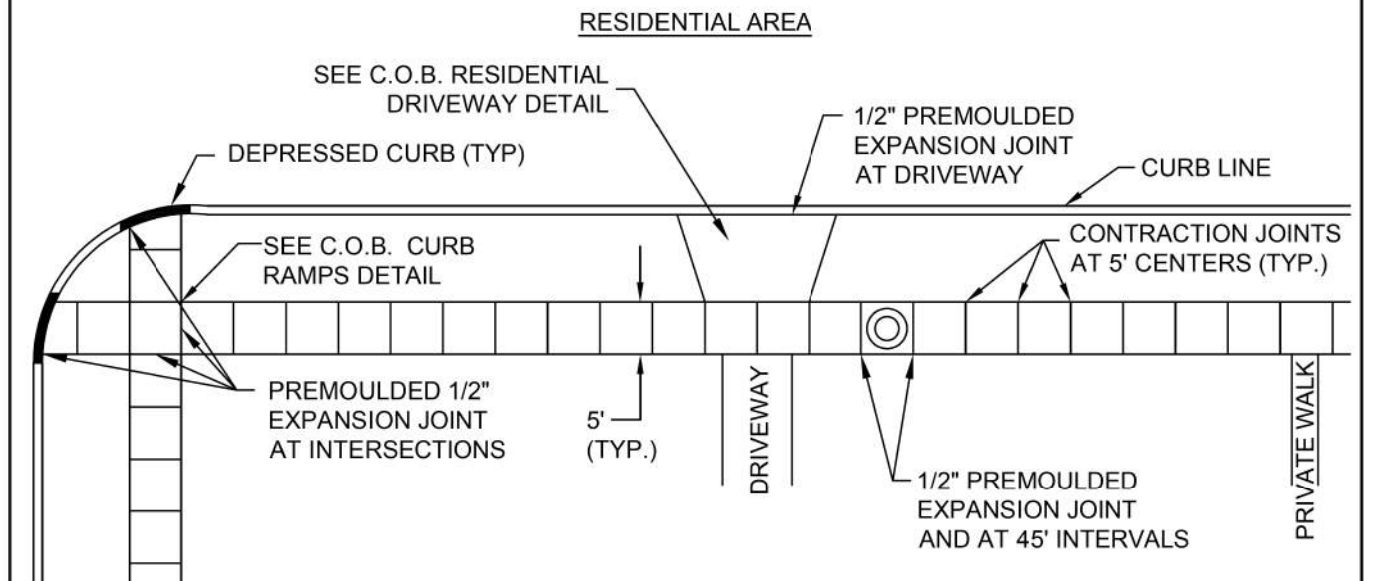 RESIDENTIAL AREA
SEE C.O.B. RESIDENTIAL
DRIVEWAY DETAIL
1/2" PREMOULDED
EXPANSION JOINT
AT DRIVEWAY
DEPRESSED CURB (TYP)
CURB LINE
SEE C.O.B. CURB
RAMPS DETAIL
CONTRACTION JOINTS
AT 5' CENTERS (TYP.)
PREMOULDED 1/2"
EXPANSION JOINT
AT INTERSECTIONS
5'
(TYP.)
DRIVEWAY
1/2" PREMOULDED
EXPANSION JOINT
AND AT 45' INTERVALS
PRIVATE WALK